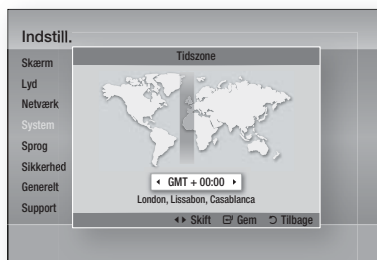 Indstill.
Skærm
Lyd
Netværk
System
Sprog
Sikkerhed
Generelt
Support
Tidszone
GMT + 00:00
London, Lissabon, Casablanca
Skift Gem Tilbage